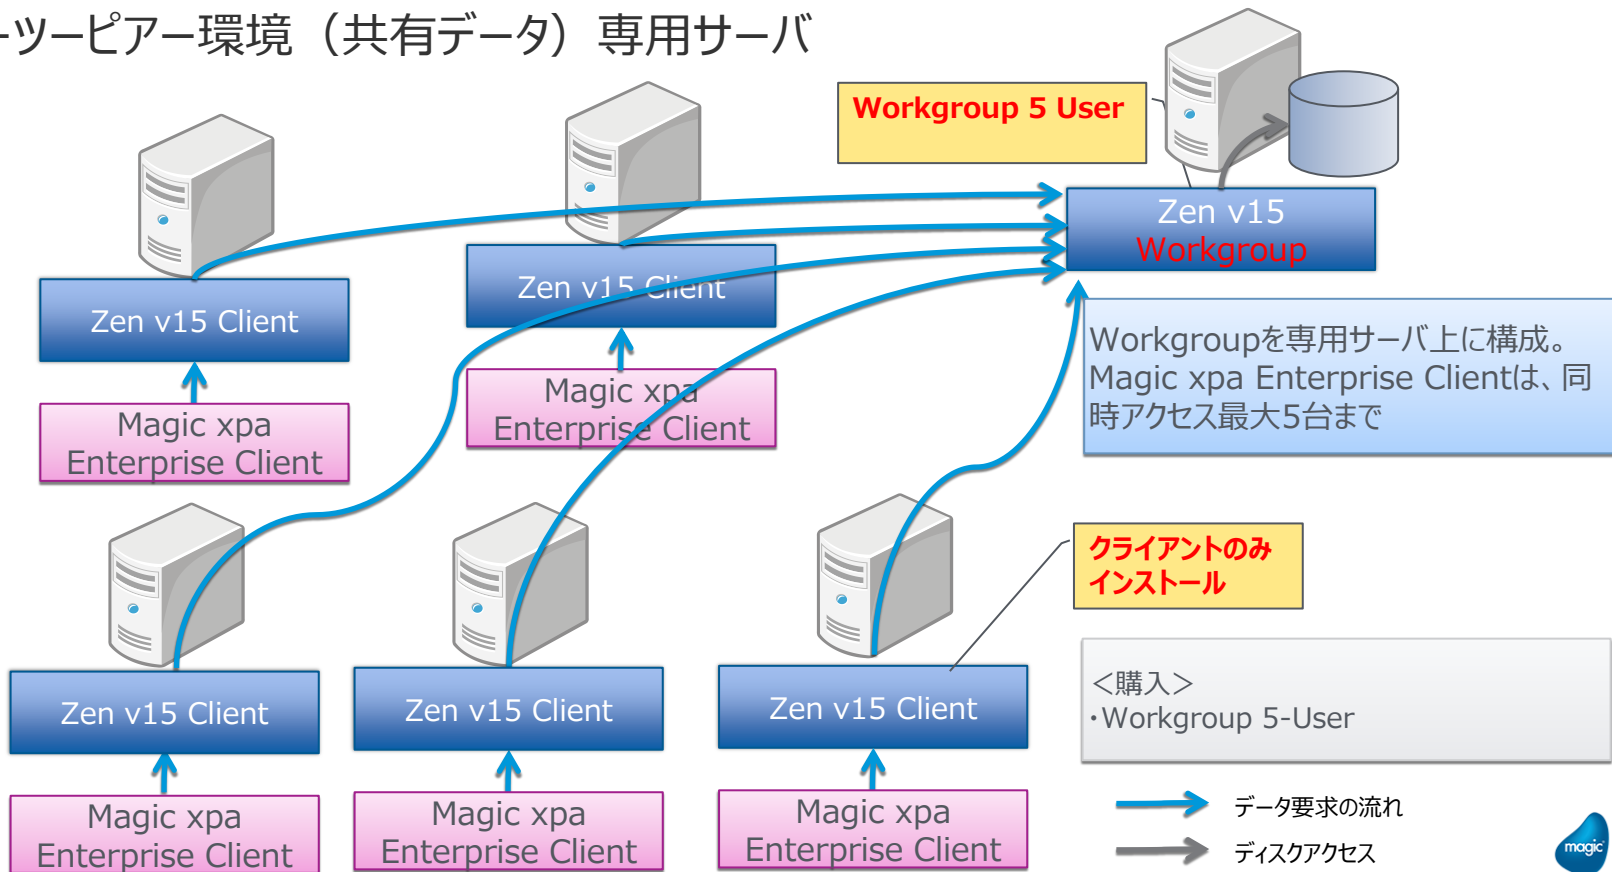 ーツーピアー環境（共有データ）専用サーバ
Workgroup 5 User
Zen v15
Workgroup
Zen v15 Client
Zen v15 Client
Workgroupを専用サーバ上に構成。
Magic xpa Enterprise Clientは、同
時アクセス最大5台まで
Magic xpa
Enterprise Client
Magic xpa
Enterprise Client
クライアントのみ
インストール
Zen v15 Client
Zen v15 Client
Zen v15 Client
＜購入＞
・Workgroup 5-User
Magic xpa
Enterprise Client
Magic xpa
Enterprise Client
Magic xpa
Enterprise Client
データ要求の流れ
ディスクアクセス
magic